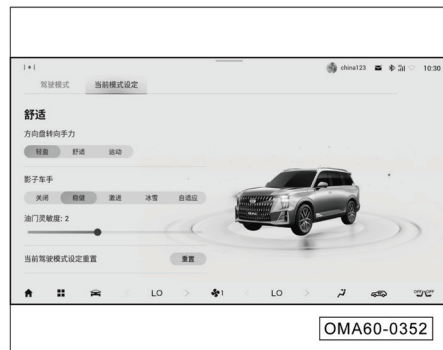 china123 10:30
驾驶模式 当前模式设定
舒适
方向盘转向手力
轻盈 舒适 运动
影子车手
关闭 稳健 激进 冰雪 自适应
油门灵敏度: 2
当前驾驶模式设定重置 重置
LO 1 LO
OMA60-0352